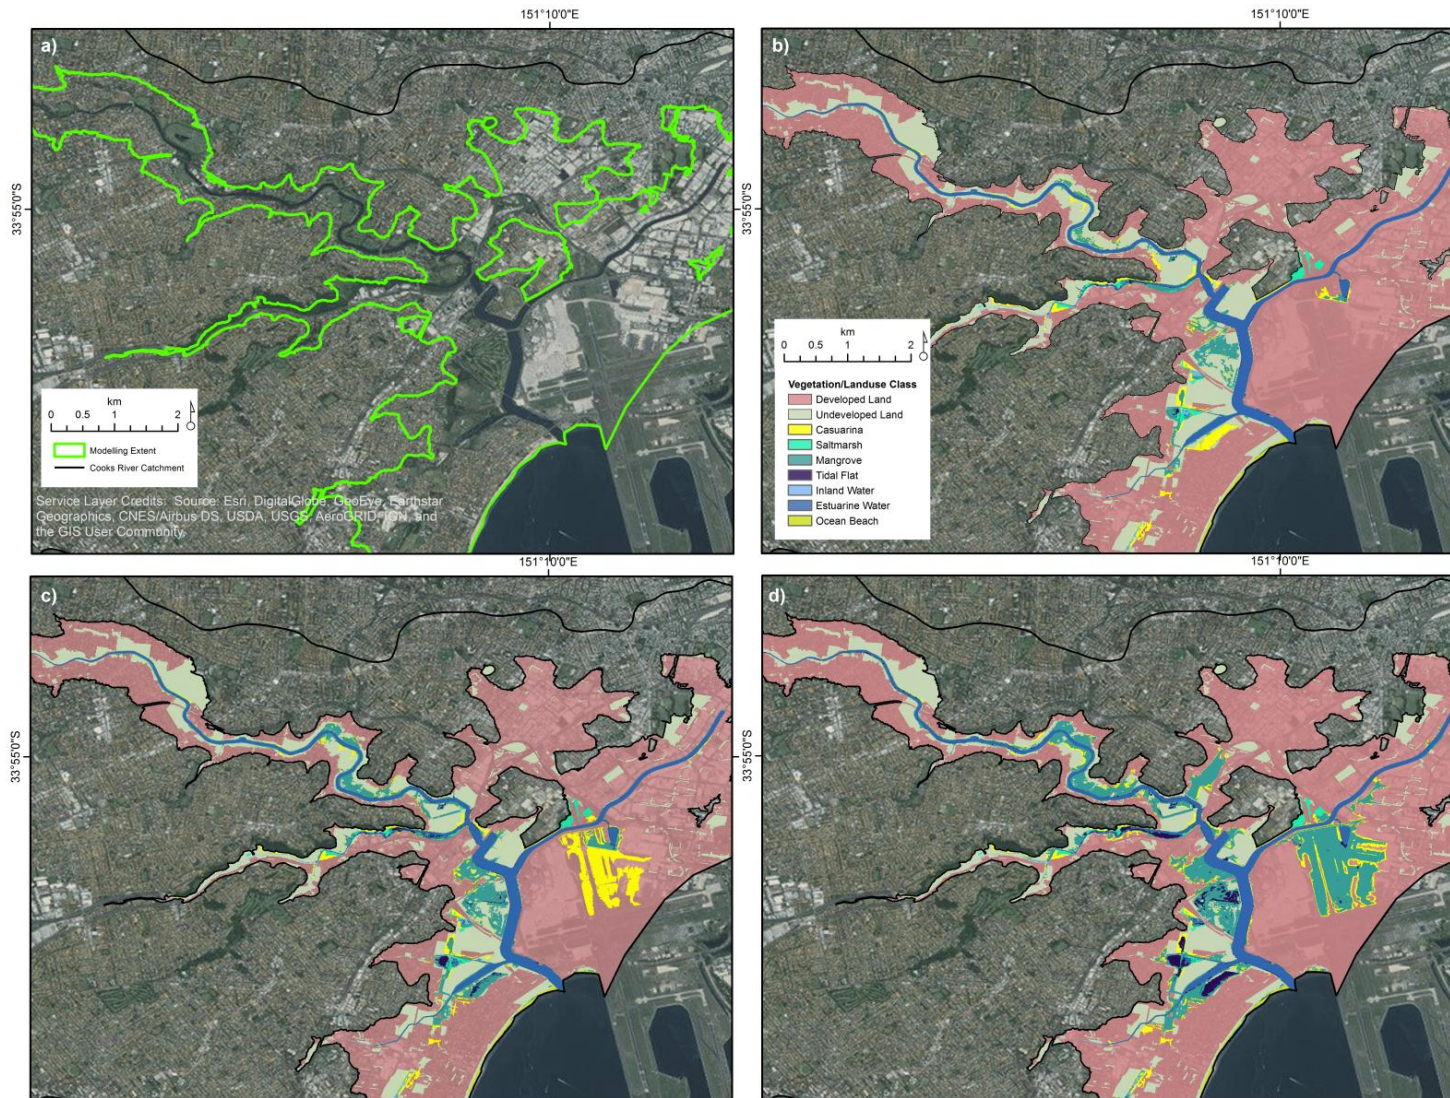 151°10'0"E
151°10'0"E
a)
b)
33°55'0"S
33°55'0"S
km
0 0.5 1 2
Modelling Extent
Cooks River Catchment
Service Layer Credits: Source: Esri, DigitalGlobe, GeoEye, Earthstar
Geographics, CNES/Airbus DS, USDA, USGS, AeroGRID, IGN, and
the GIS User Community
km
0 0.5 1 2
Vegetation/Landuse Class
Developed Land
Undeveloped Land
Casuarina
Saltmarsh
Mangrove
Tidal Flat
Inland Water
Estuarine Water
Ocean Beach
151°10'0"E
151°10'0"E
c)
d)
33°55'0"S
33°55'0"S